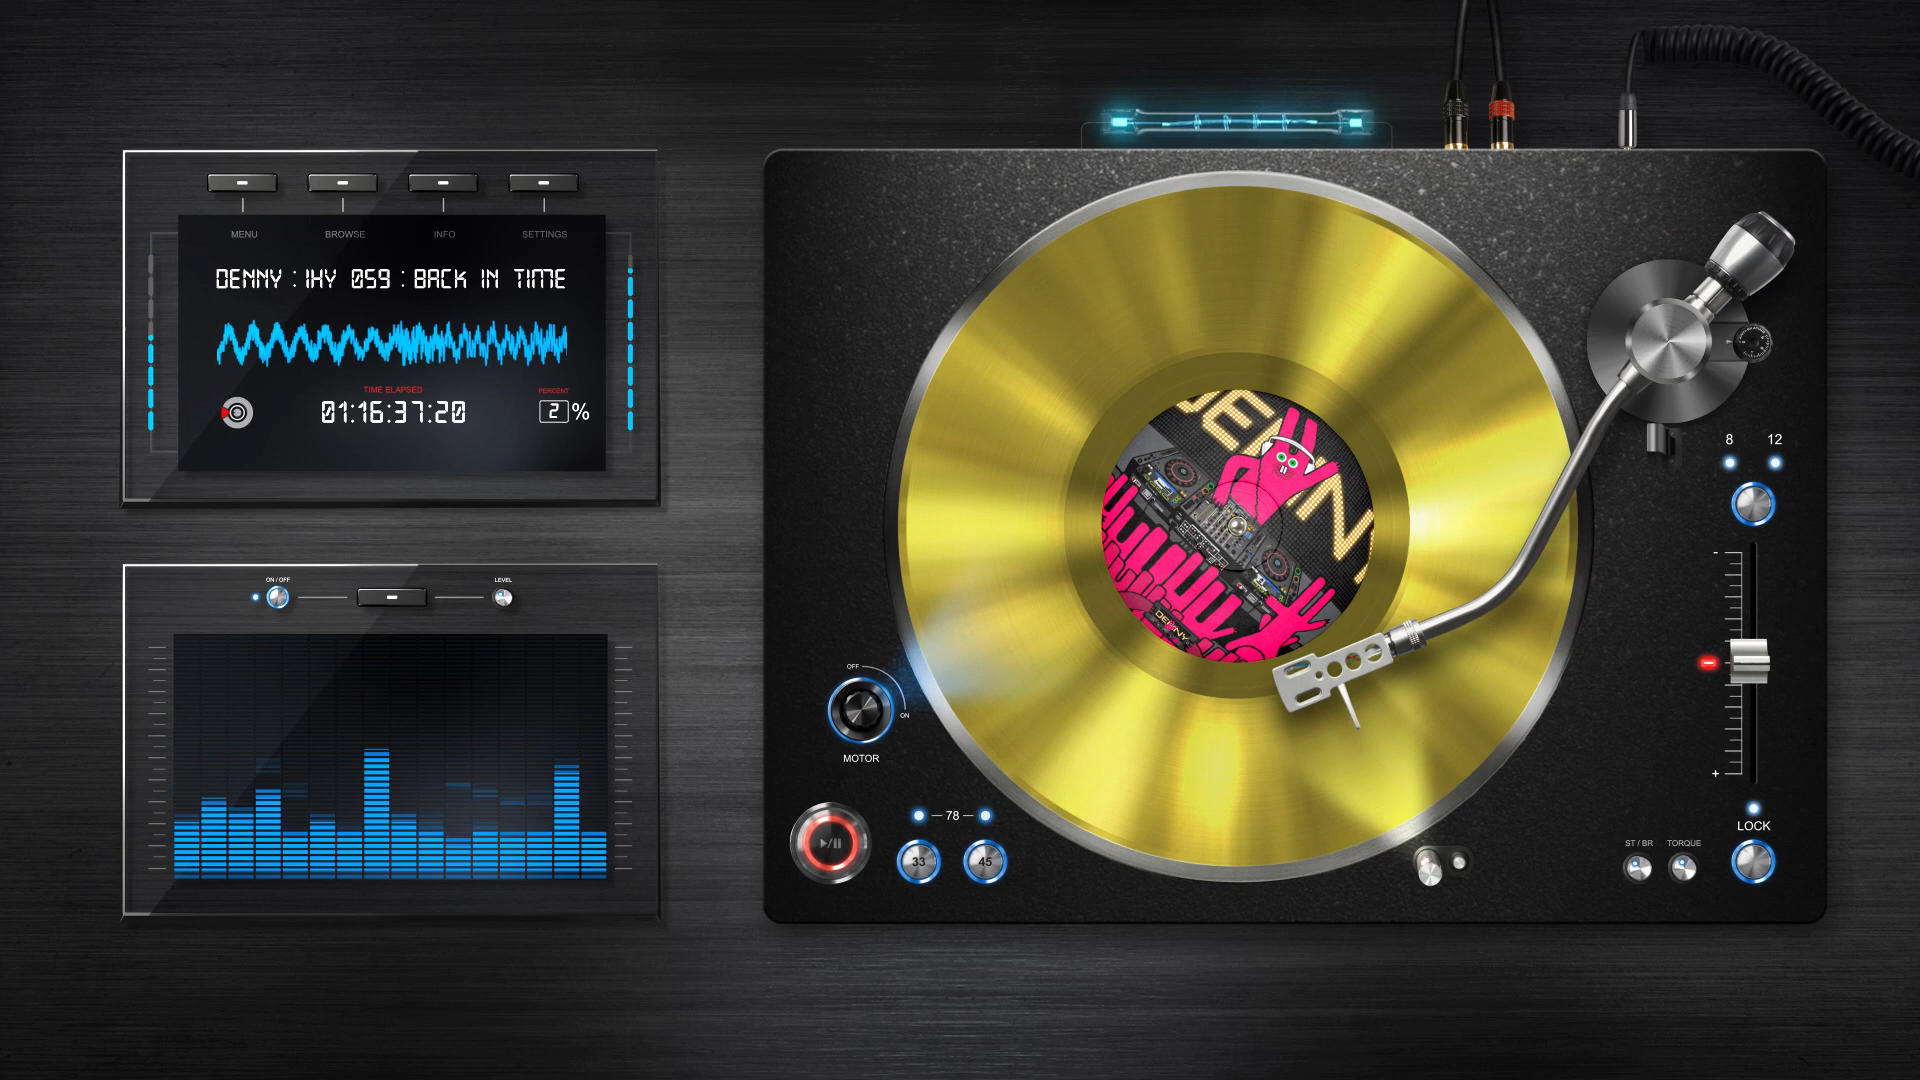 MENU BROWSE INFO SETTINGS
DENNY : IHY 059 : BACK IN TIME
TIME ELAPSED
PERCENT
01:16:37:20
2 %
ON / OFF
LEVEL
DENNY
OFF
ON
MOTOR
78
33
45
8 12
-
+
LOCK
ST / BR
TORQUE